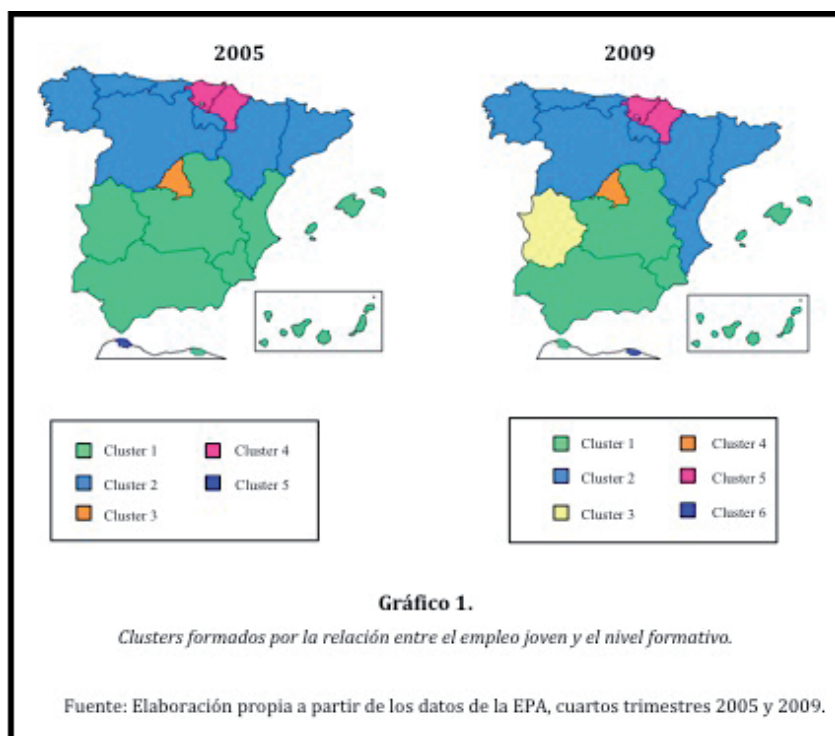 2005
2009
Cluster 1
Cluster 4
Cluster 2
Cluster 5
Cluster 3
Cluster 1
Cluster 4
Cluster 2
Cluster 5
Cluster 3
Cluster 6
Gráfico 1.
Clusters formados por la relación entre el empleo joven y el nivel formativo.
Fuente: Elaboración propia a partir de los datos de la EPA, cuartos trimestres 2005 y 2009.